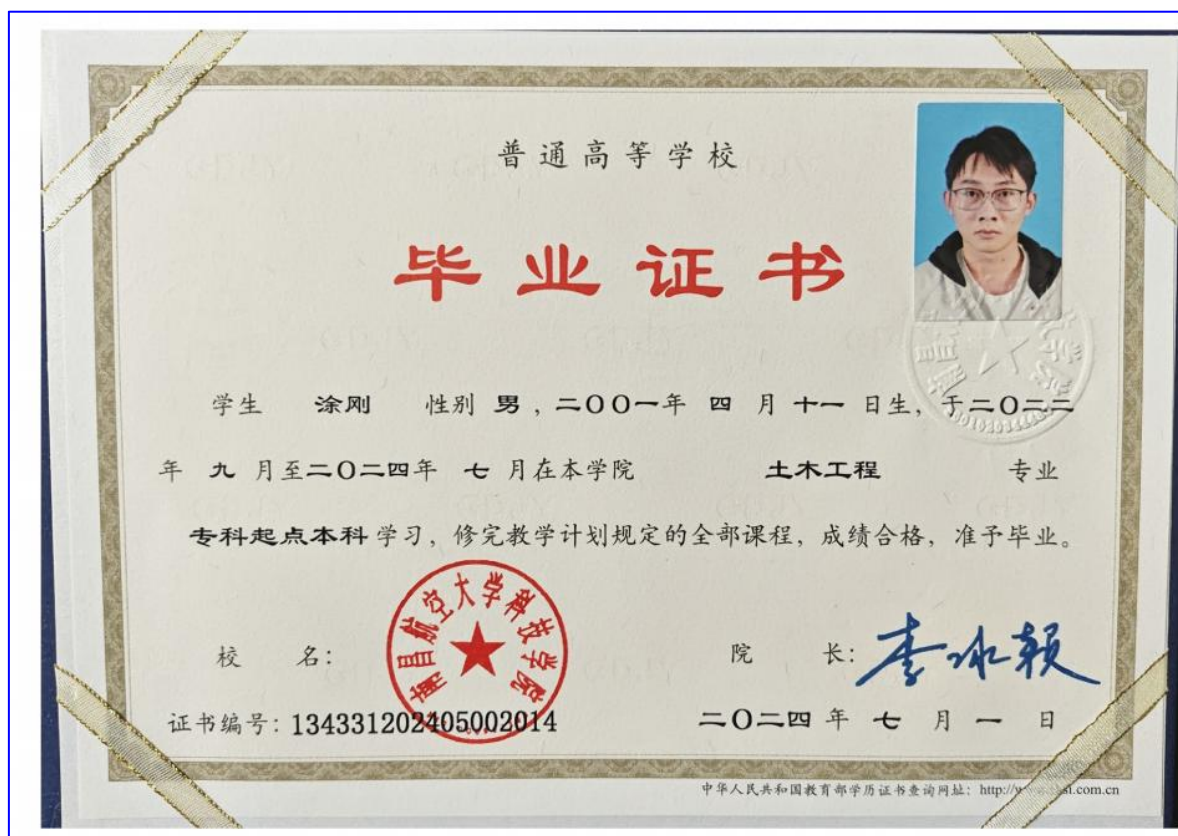 普通高等学校
毕业证书
学生 涂刚 性别 男，二〇〇一年 四 月 十一 日生，于二〇二二
年 九 月至二〇二四年 七 月在本学院 土木工程 专业
专科起点本科 学习，修完教学计划规定的全部课程，成绩合格，准予毕业。
南昌航空大学科技学院
校 名：
院 长：李水弟
证书编号：134331202405002014
二〇二四 年 七 月 一 日
中华人民共和国教育部学历证书查询网址：http://
.com.cn